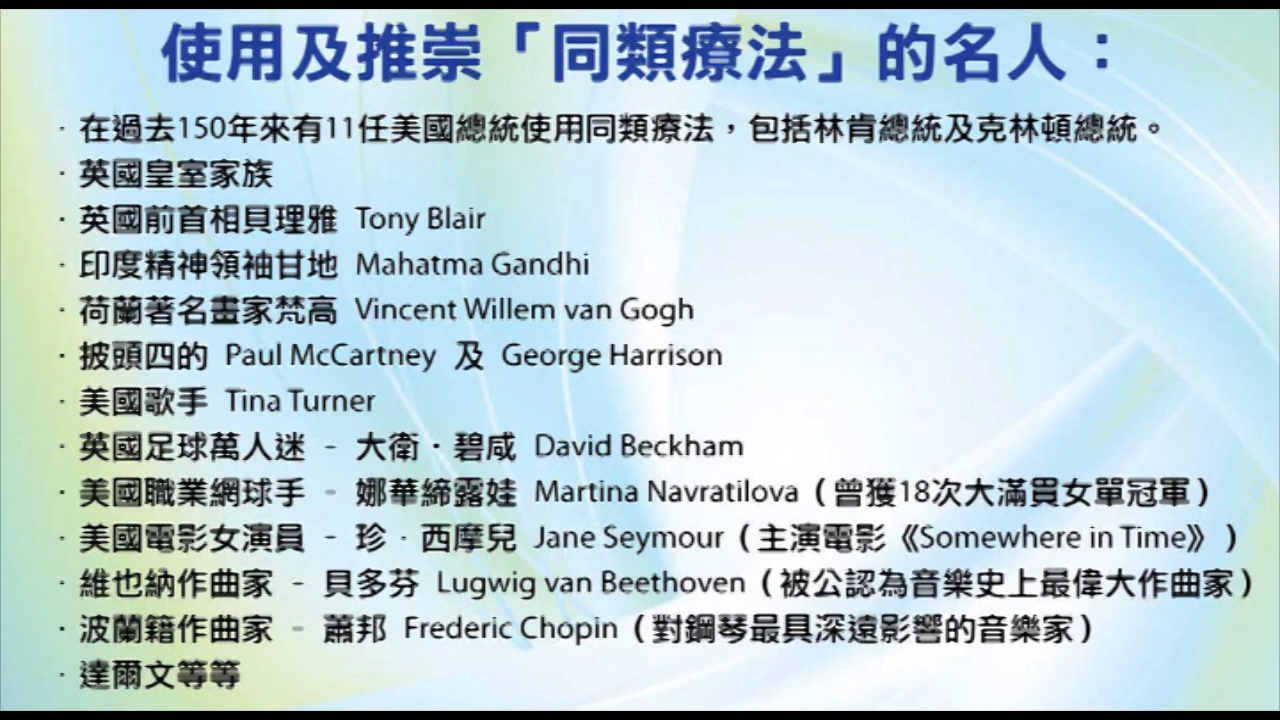 使用及推崇「同類療法」的名人：
· 在過去150年來有11任美國總統使用同類療法，包括林肯總統及克林頓總統。
· 英國皇室家族
· 英國前首相貝理雅 Tony Blair
· 印度精神領袖甘地 Mahatma Gandhi
· 荷蘭著名畫家梵高 Vincent Willem van Gogh
· 披頭四的 Paul McCartney 及 George Harrison
· 美國歌手 Tina Turner
· 英國足球萬人迷 – 大衛·碧咸 David Beckham
· 美國職業網球手 – 娜華締露娃 Martina Navratilova（曾獲18次大滿貫女單冠軍）
· 美國電影女演員 – 珍·西摩兒 Jane Seymour（主演電影《Somewhere in Time》）
· 維也納作曲家 – 貝多芬 Lugwig van Beethoven（被公認為音樂史上最偉大作曲家）
· 波蘭籍作曲家 – 蕭邦 Frederic Chopin（對鋼琴最具深遠影響的音樂家）
· 達爾文等等